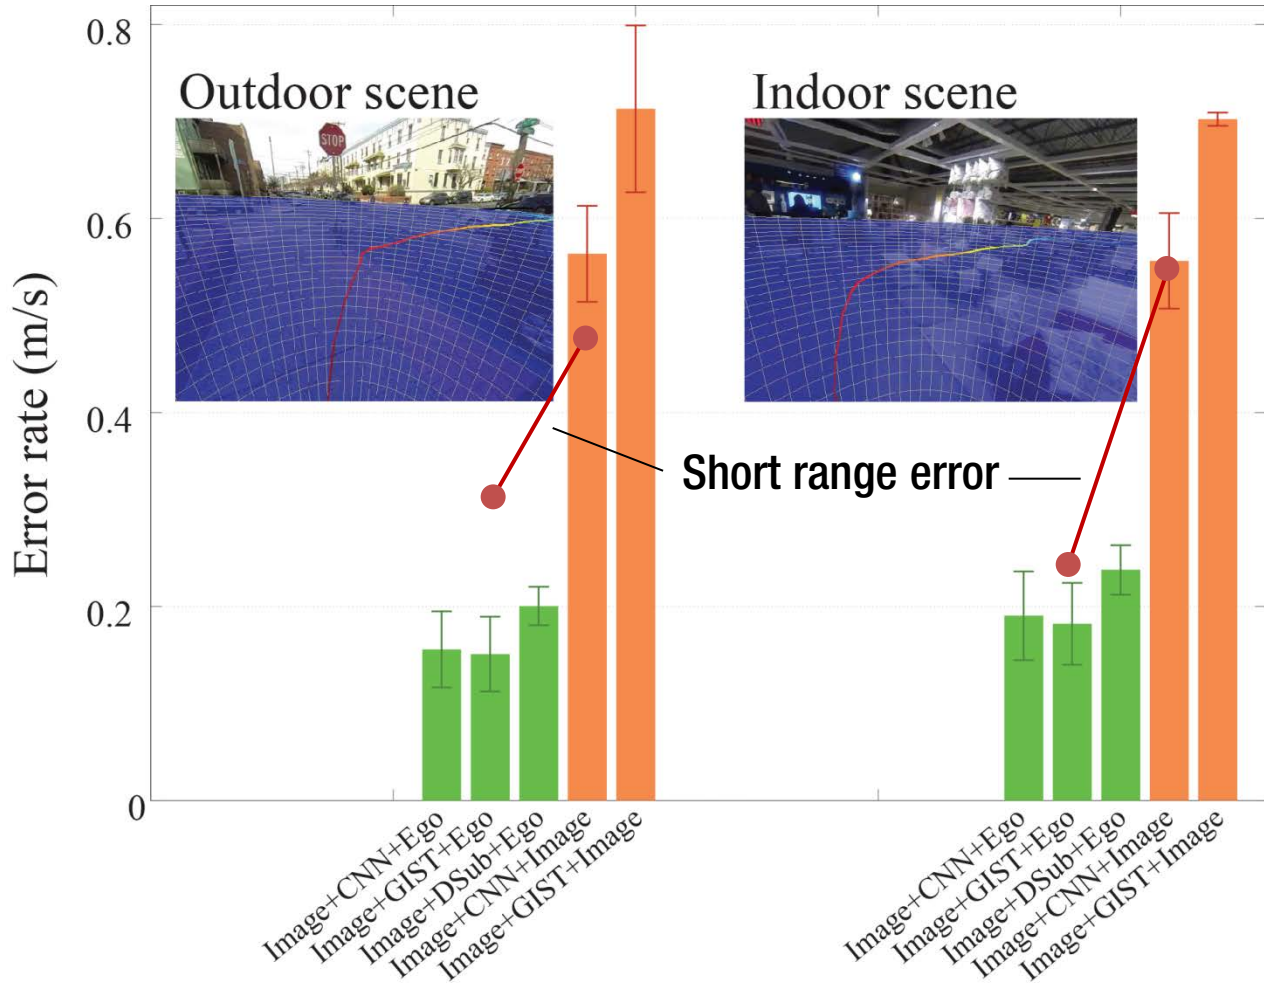 0.8
0.6
0.4
0.2
0
Error rate (m/s)
Outdoor scene
Indoor scene
STOP
Short range error
Image+CNN+Ego
Image+GIST+Ego
Image+DSub+Ego
Image+CNN+Image
Image+GIST+Image
Image+CNN+Ego
Image+GIST+Ego
Image+DSub+Ego
Image+CNN+Image
Image+GIST+Image